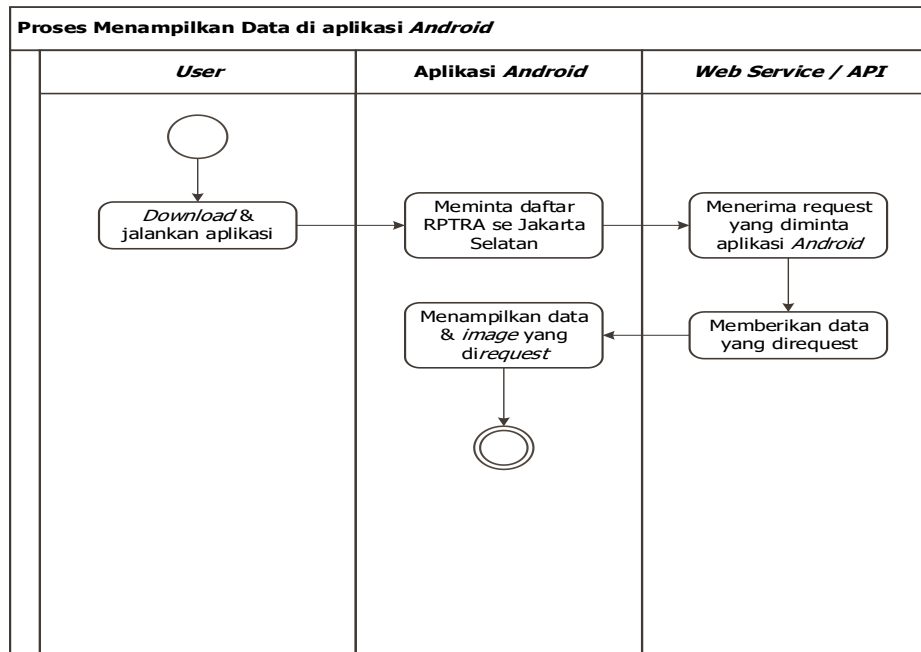 Proses Menampilkan Data di aplikasi Android
User
Aplikasi Android
Web Service / API
Download &
jalankan aplikasi
Meminta daftar
RPTRA se Jakarta
Selatan
Menerima request
yang diminta
aplikasi Android
Menampilkan data
& image yang
direquest
Memberikan data
yang direquest